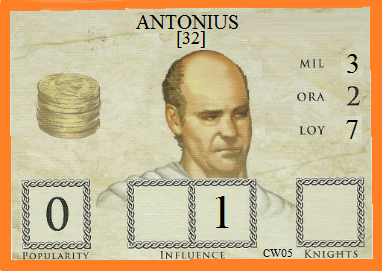 ANTONIUS
[32]
MIL 3
ORA 2
LOY 7
0 1
POPULARITY INFLUENCE CW05 KNIGHTS